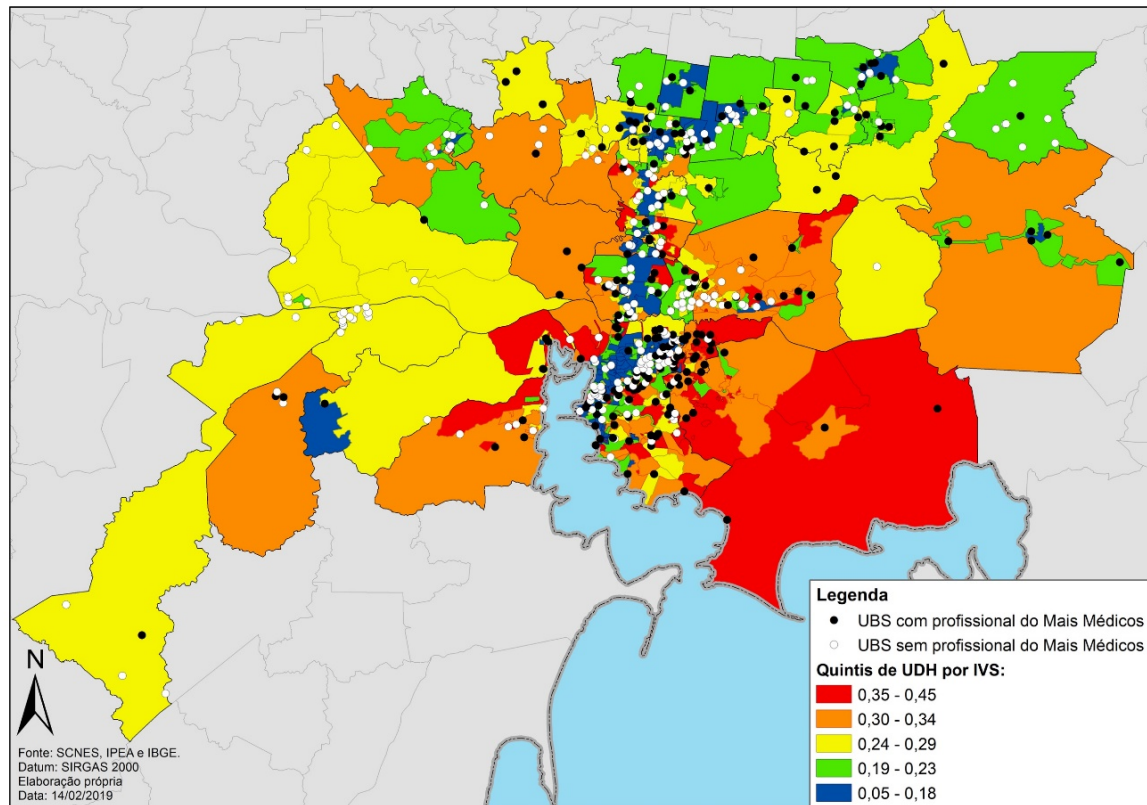 Legenda
UBS com profissional do Mais Médicos
UBS sem profissional do Mais Médicos
Quintis de UDH por IVS:
0,35 - 0,45
0,30 - 0,34
0,24 - 0,29
0,19 - 0,23
0,05 - 0,18
N
Fonte: SCNES, IPEA e IBGE.
Datum: SIRGAS 2000
Elaboração própria
Data: 14/02/2019